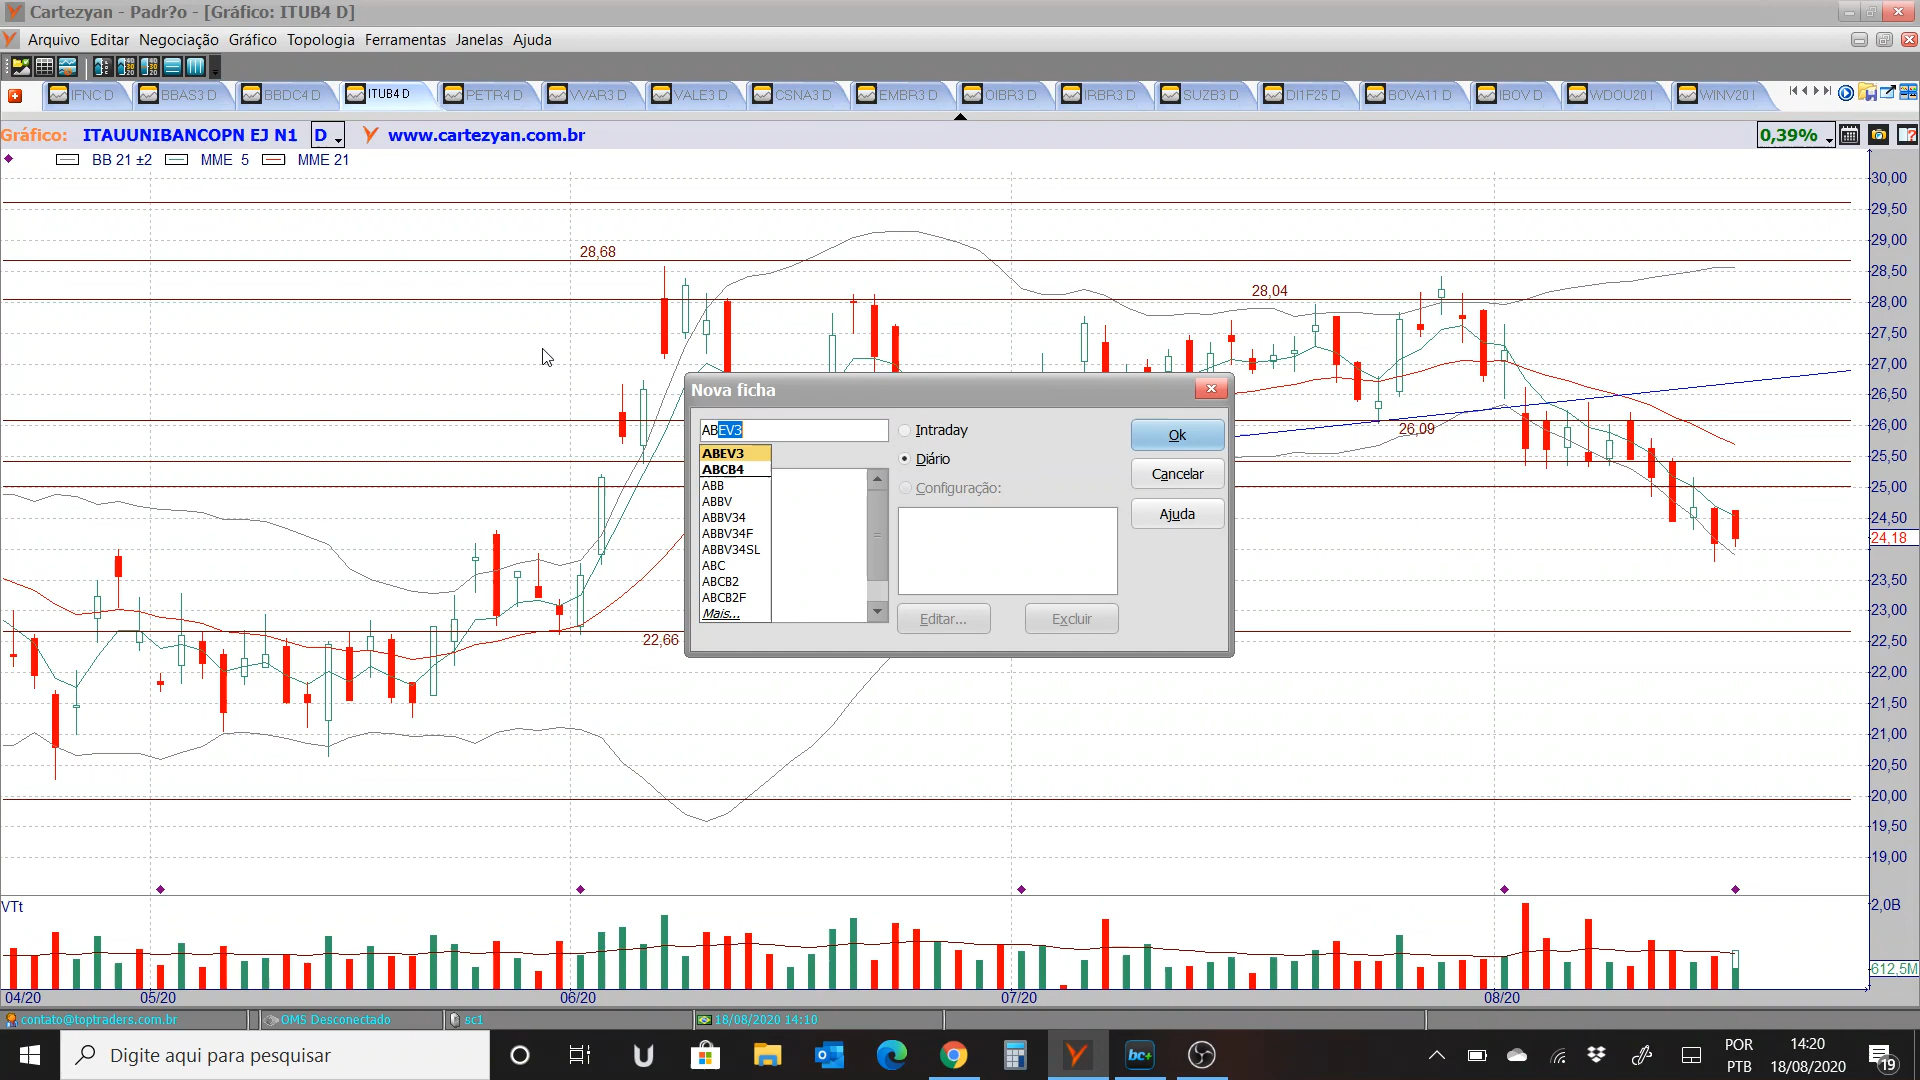 Cartezyan - Padr?o - [Gráfico: ITUB4 D]
Arquivo Editar Negociação Gráfico Topologia Ferramentas Janelas Ajuda
IFNC D BBAS3 D BBDC4 D ITUB4 D PETR4 D VVAR3 D VALE3 D CSNA3 D EMBR3 D OIBR3 D IRBR3 D SUZB3 D DI1F25 D BOVA11 D IBOV D WDOU20 I WINV20 I
Gráfico: ITAUUNIBANCOPN EJ N1 D www.cartezyan.com.br 0,39%
BB 21 ±2 MME 5 MME 21
30,00
29,50
29,00
28,68
28,50
28,04
28,00
27,50
27,00
26,50
26,09
26,00
25,50
25,00
24,50
24,18
23,50
23,00
22,66
22,50
22,00
21,50
21,00
20,50
20,00
19,50
19,00
Nova ficha
ABEV3
ABEV3
ABCB4
ABB
ABBV
ABBV34
ABBV34F
ABBV34SL
ABC
ABCB2
ABCB2F
Mais...
Intraday
Diário
Configuração:
Editar...
Excluir
Ok
Cancelar
Ajuda
VTt
2,0B
612,5M
04/20 05/20 06/20 07/20 08/20
contato@toptraders.com.br OMS Desconectado sc1 18/08/2020 14:10
Digite aqui para pesquisar
bc+
POR
PTB
14:20
18/08/2020
19